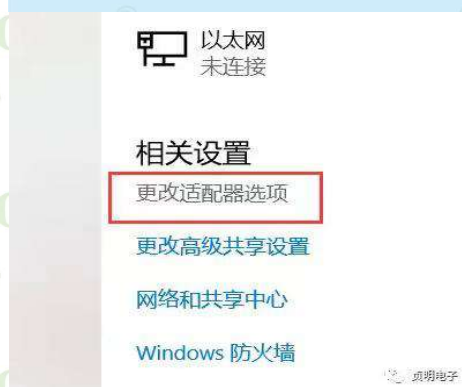 以太网
未连接
相关设置
更改适配器选项
更改高级共享设置
网络和共享中心
Windows 防火墙
贞明电子